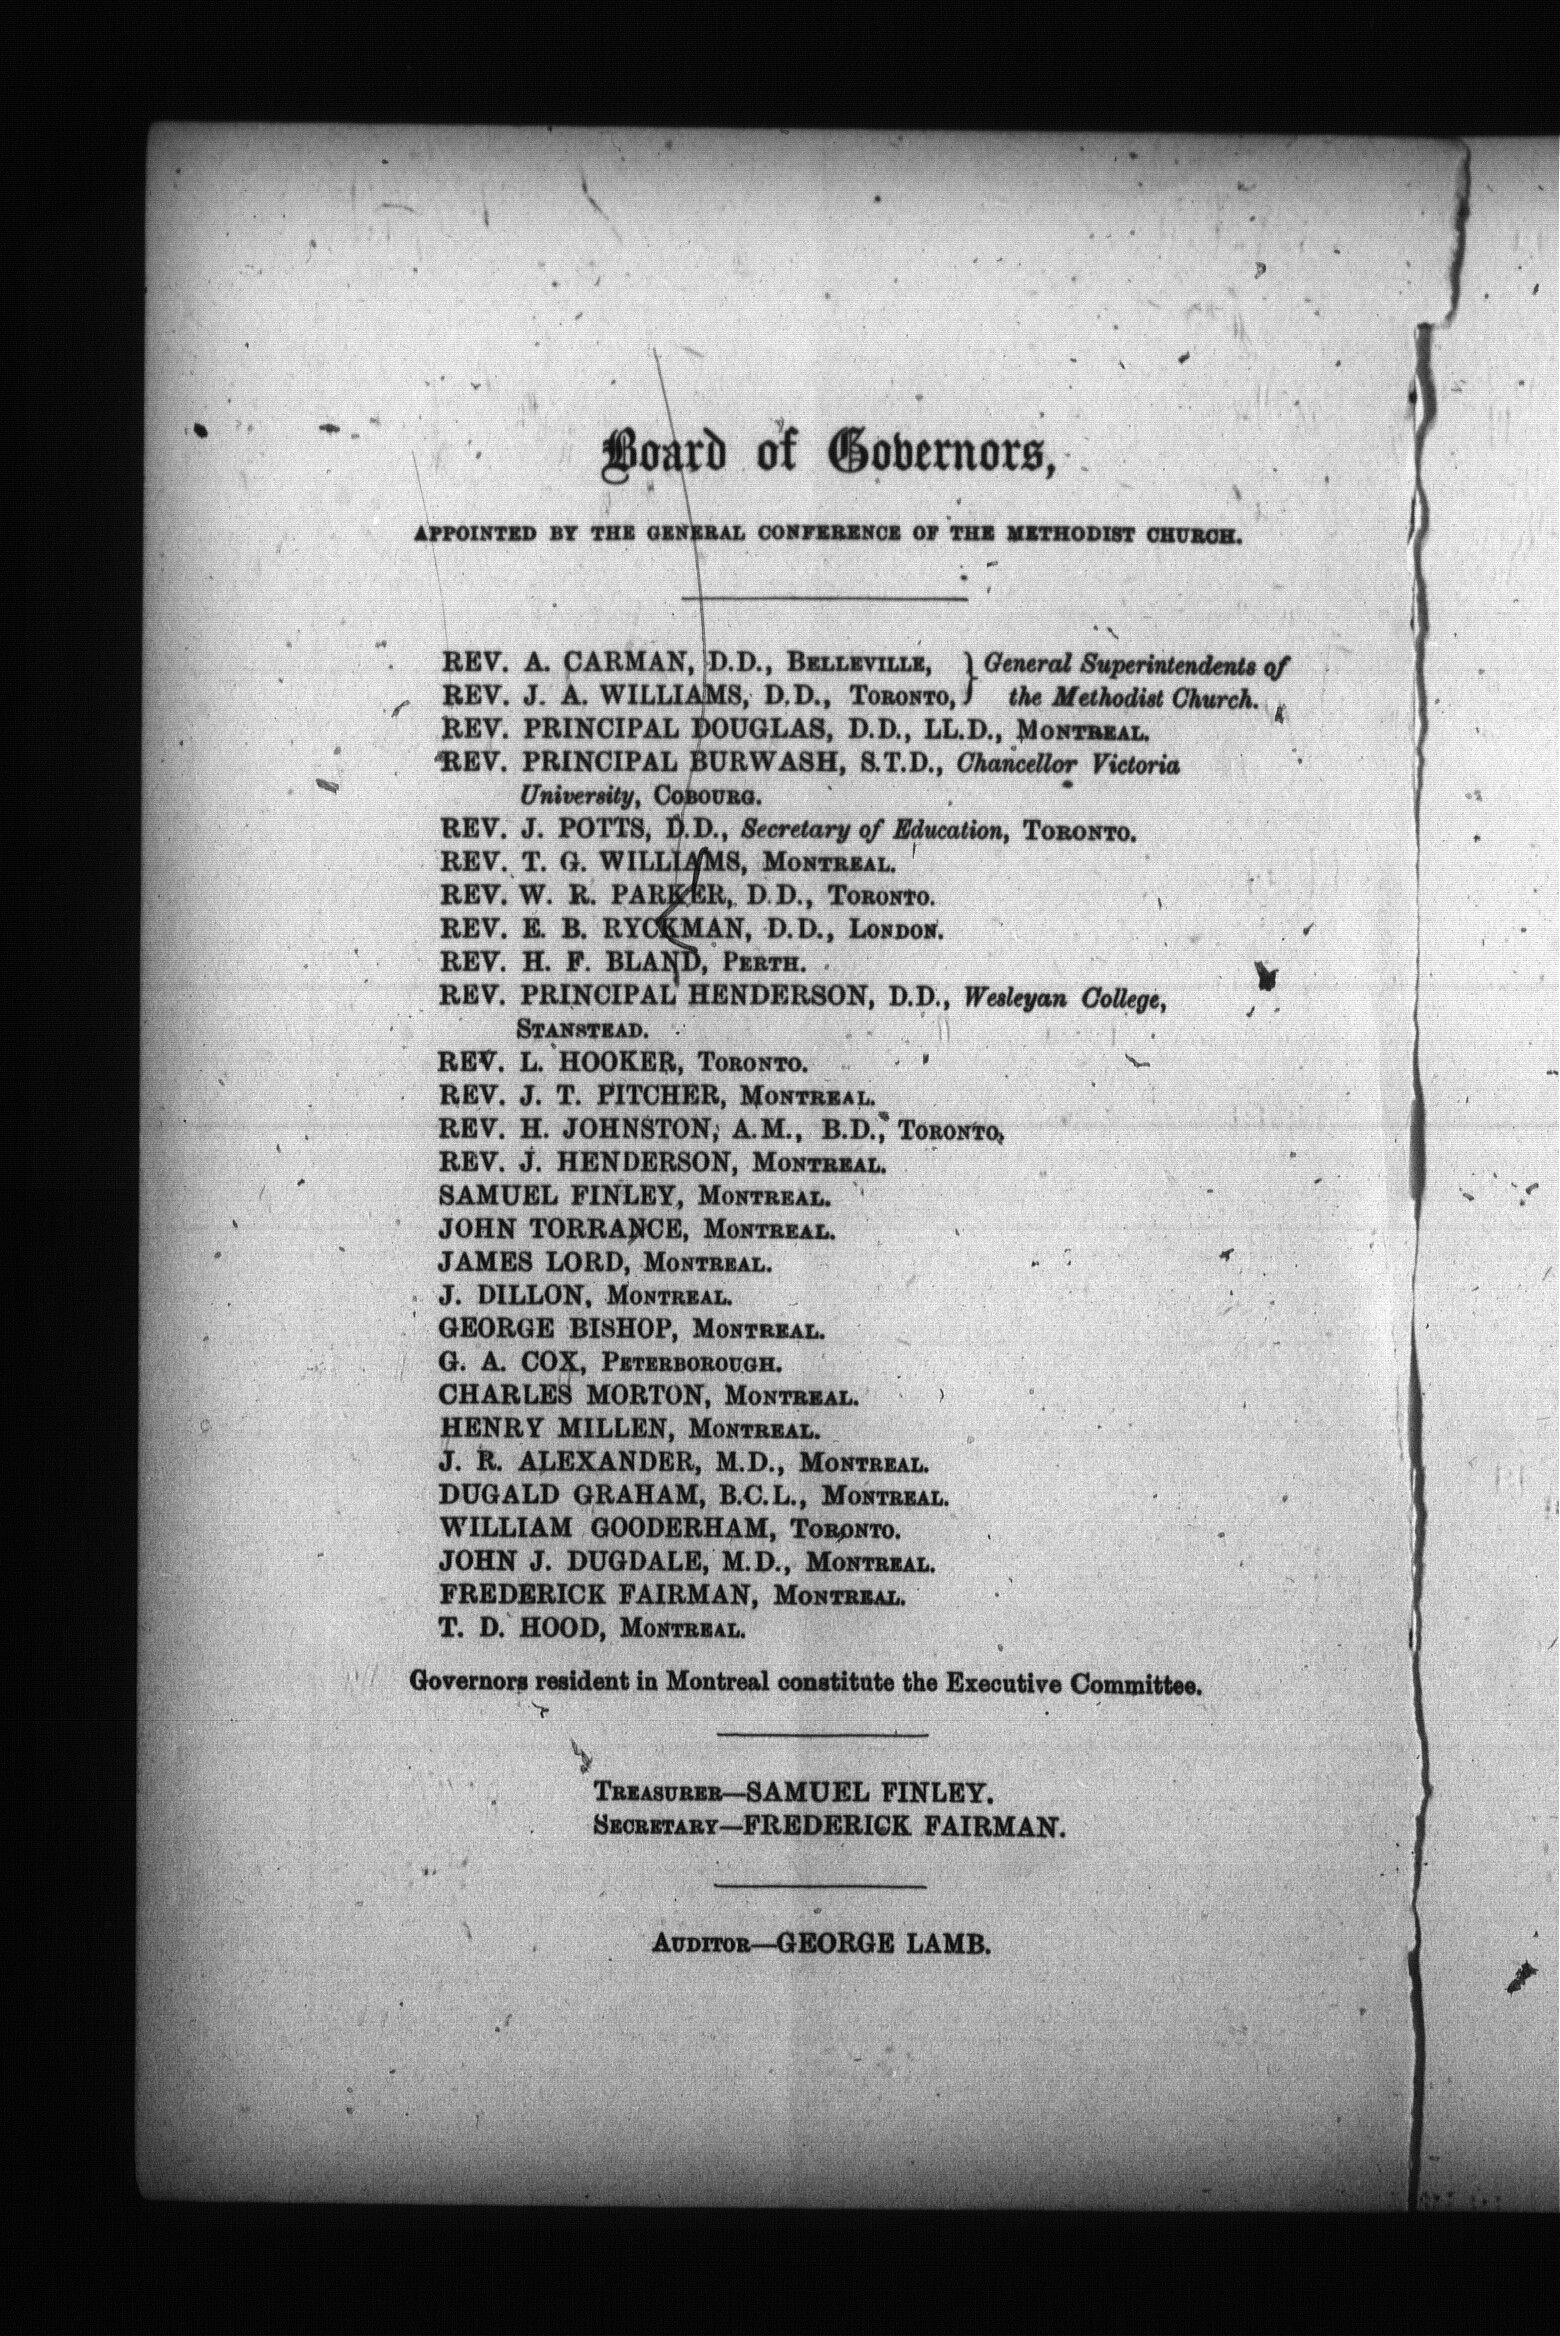 Board of Governors,
APPOINTED BY THE GENERAL CONFERENCE OF THE METHODIST CHURCH.
REV. A. CARMAN, D.D., BELLEVILLE, } General Superintendents of
REV. J. A. WILLIAMS, D.D., TORONTO, } the Methodist Church.
REV. PRINCIPAL DOUGLAS, D.D., LL.D., MONTREAL.
REV. PRINCIPAL BURWASH, S.T.D., Chancellor Victoria
University, COBOURG.
REV. J. POTTS, D.D., Secretary of Education, TORONTO.
REV. T. G. WILLIAMS, MONTREAL.
REV. W. R. PARKER, D.D., TORONTO.
REV. E. B. RYCKMAN, D.D., LONDON.
REV. H. F. BLAND, PERTH.
REV. PRINCIPAL HENDERSON, D.D., Wesleyan College,
STANSTEAD.
REV. L. HOOKER, TORONTO.
REV. J. T. PITCHER, MONTREAL.
REV. H. JOHNSTON, A.M., B.D., TORONTO,
REV. J. HENDERSON, MONTREAL.
SAMUEL FINLEY, MONTREAL.
JOHN TORRANCE, MONTREAL.
JAMES LORD, MONTREAL.
J. DILLON, MONTREAL.
GEORGE BISHOP, MONTREAL.
G. A. COX, PETERBOROUGH.
CHARLES MORTON, MONTREAL.
HENRY MILLEN, MONTREAL.
J. R. ALEXANDER, M.D., MONTREAL.
DUGALD GRAHAM, B.C.L., MONTREAL.
WILLIAM GOODERHAM, TORONTO.
JOHN J. DUGDALE, M.D., MONTREAL.
FREDERICK FAIRMAN, MONTREAL.
T. D. HOOD, MONTREAL.
Governors resident in Montreal constitute the Executive Committee.
TREASURER—SAMUEL FINLEY.
SECRETARY—FREDERICK FAIRMAN.
AUDITOR—GEORGE LAMB.